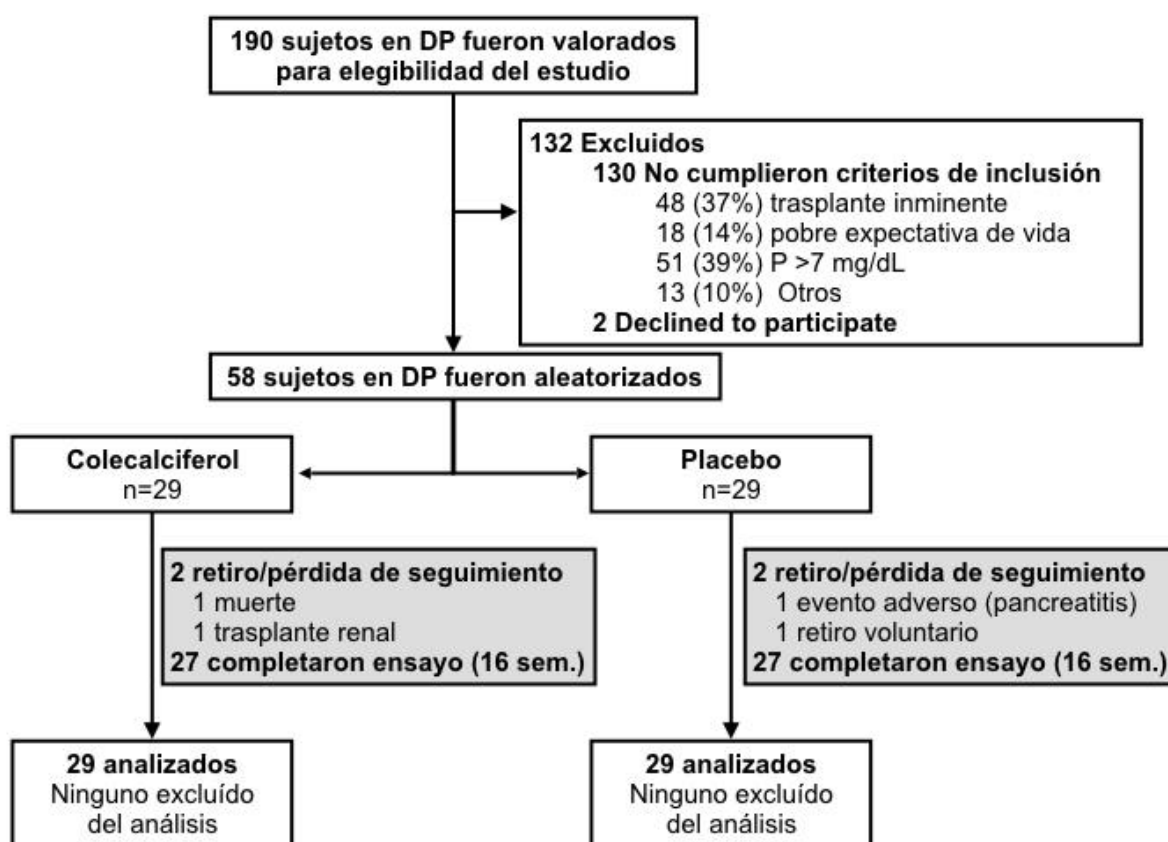 190 sujetos en DP fueron valorados
para elegibilidad del estudio
132 Excluidos
130 No cumplieron criterios de inclusión
48 (37%) trasplante inminente
18 (14%) pobre expectativa de vida
51 (39%) P >7 mg/dL
13 (10%) Otros
2 Declined to participate
58 sujetos en DP fueron aleatorizados
Colecalciferol
n=29
Placebo
n=29
2 retiro/pérdida de seguimiento
1 muerte
1 trasplante renal
27 completaron ensayo (16 sem.)
2 retiro/pérdida de seguimiento
1 evento adverso (pancreatitis)
1 retiro voluntario
27 completaron ensayo (16 sem.)
29 analizados
Ninguno excluído
del análisis
29 analizados
Ninguno excluído
del análisis